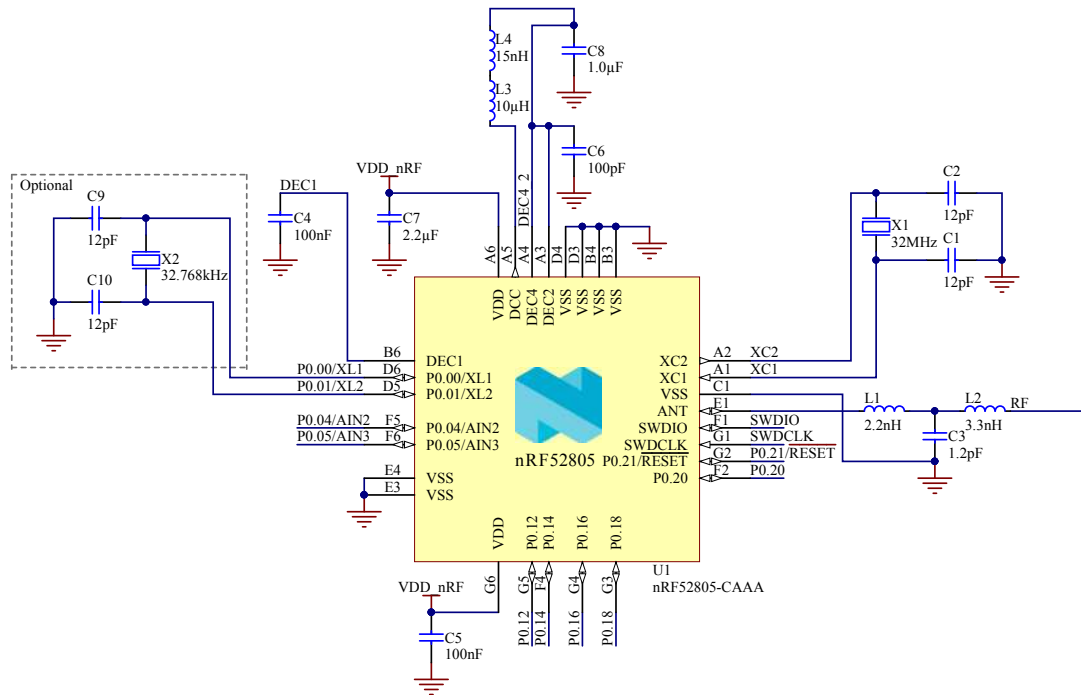 L4
15nH
L3
10µH
C8
1.0µF
C6
100pF
DEC4_2
VDD_nRF
C7
2.2µF
DEC1
C4
100nF
Optional
C9
12pF
X2
32.768kHz
C10
12pF
C2
12pF
X1
32MHz
C1
12pF
A6
A5
A4
A3
D4
D3
B4
B3
VDD
DCC
DEC4
DEC2
VSS
VSS
VSS
VSS
B6
DEC1
P0.00/XL1
D6
P0.00/XL1
P0.01/XL2
D5
P0.01/XL2
P0.04/AIN2
F5
P0.04/AIN2
P0.05/AIN3
F6
P0.05/AIN3
E4
VSS
E3
VSS
nRF52805
XC2
A2
XC2
XC1
A1
XC1
VSS
C1
ANT
E1
SWDIO
F1
SWDIO
SWDCLK
G1
SWDCLK
P0.21/RESET
G2
P0.21/RESET
P0.20
F2
P0.20
L1
2.2nH
L2
3.3nH
RF
C3
1.2pF
VDD
P0.12
P0.14
P0.16
P0.18
U1
nRF52805-CAAA
G6
G5
F4
G4
G3
P0.12
P0.14
P0.16
P0.18
VDD_nRF
C5
100nF